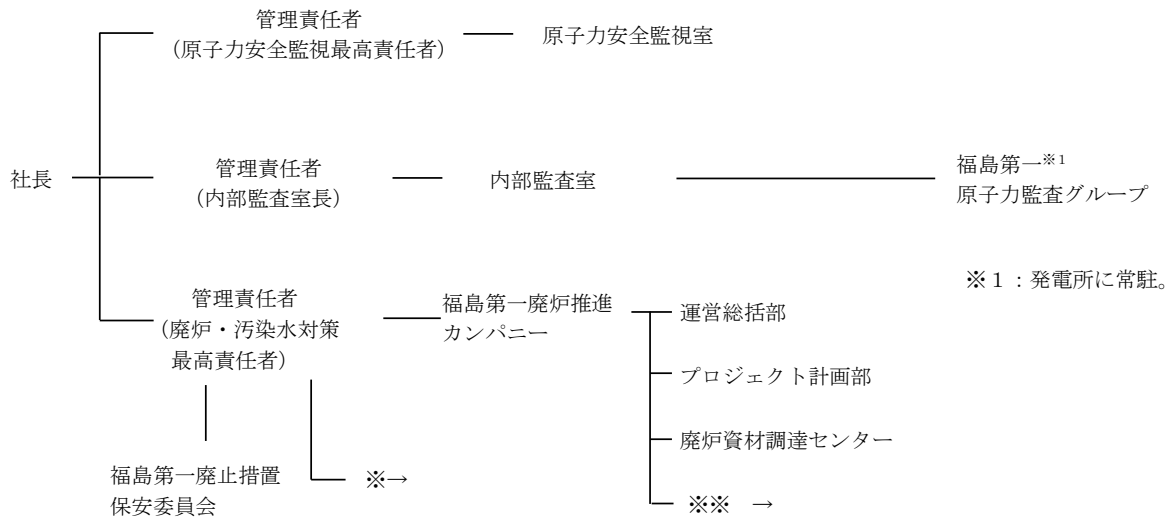 管理責任者
(原子力安全監視最高責任者)
原子力安全監視室
社長
管理責任者
(内部監査室長)
内部監査室
福島第一※1
原子力監査グループ
※1:発電所に常駐。
管理責任者
(廃炉・汚染水対策
最高責任者)
福島第一廃炉推進
カンパニー
運営総括部
プロジェクト計画部
廃炉資材調達センター
福島第一廃止措置
保安委員会
※→
※※ →